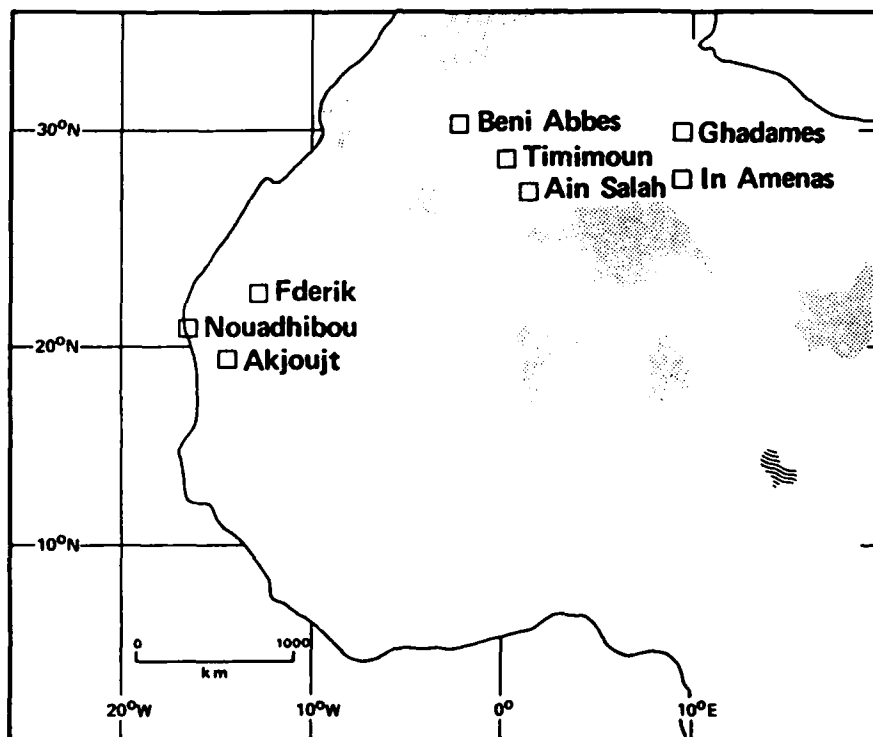 30°N
Beni Abbes
Ghadames
Timimoun
In Amenas
Ain Salah
Fderik
Nouadhibou
20°N
Akjoujt
10°N
0 1000
km
20°W 10°W 0° 10°E